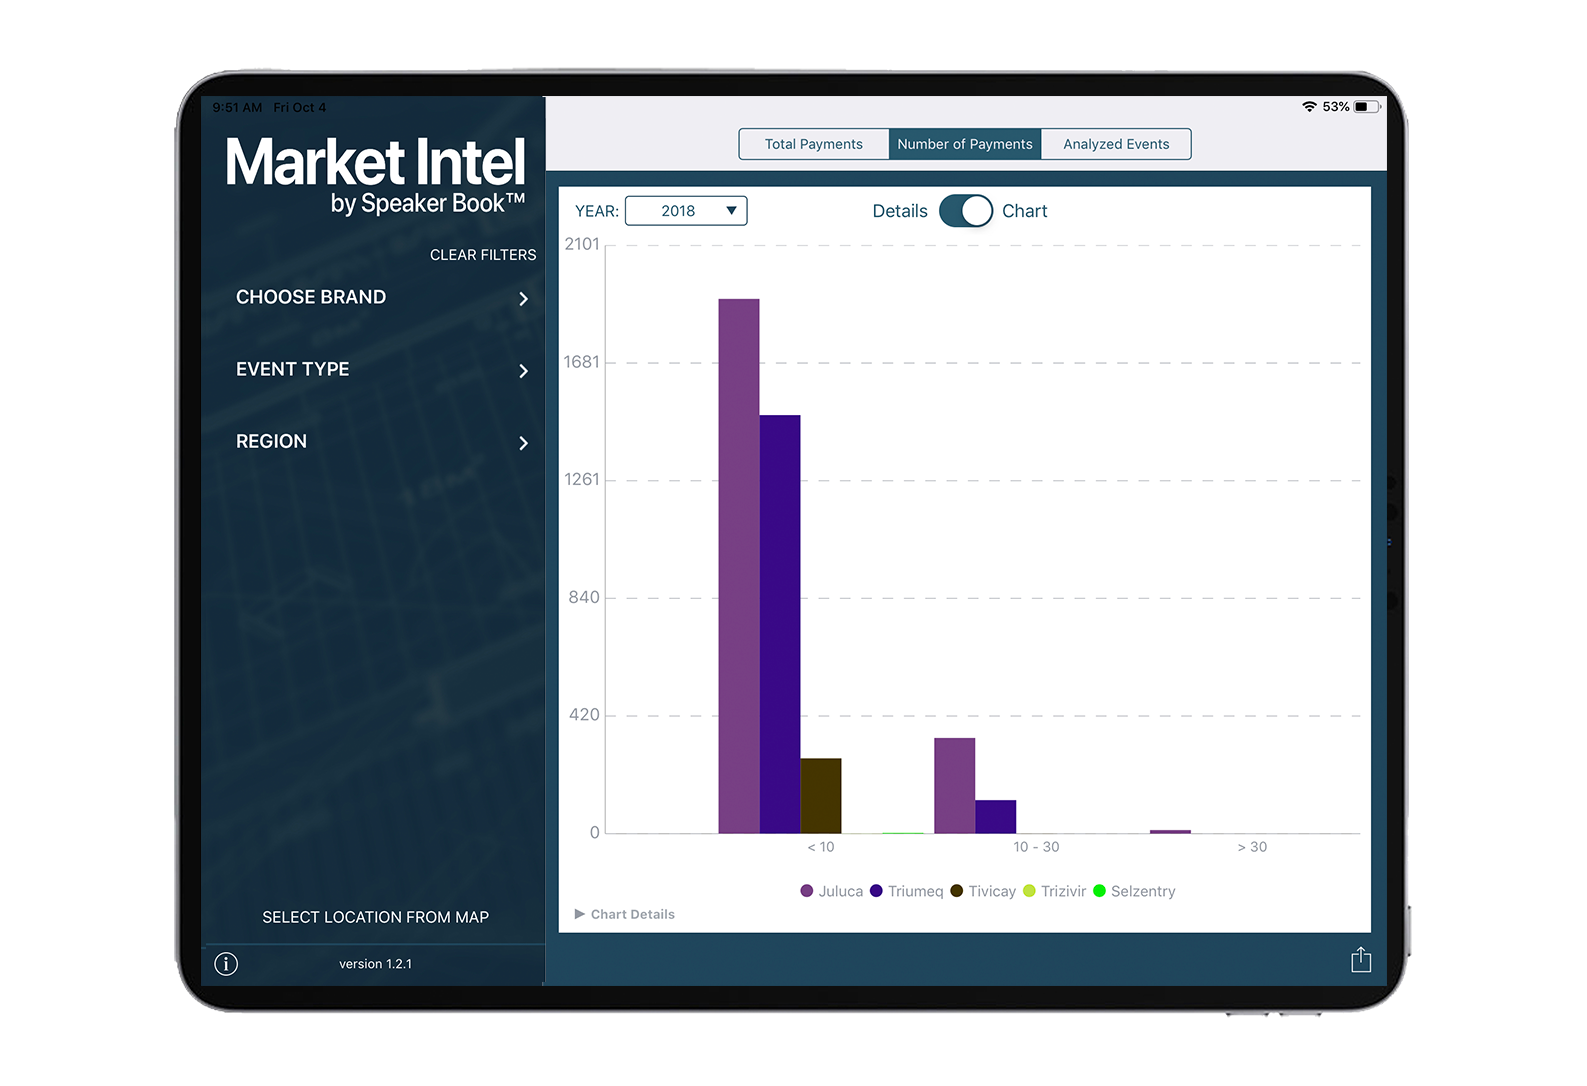 9:51 AM Fri Oct 4
53%
Market Intel
by Speaker Book™
CLEAR FILTERS
CHOOSE BRAND
EVENT TYPE
REGION
SELECT LOCATION FROM MAP
version 1.2.1
Total Payments Number of Payments Analyzed Events
YEAR: 2018 Details Chart
2101
1681
1261
840
420
0
< 10 10 - 30 > 30
Juluca Triumeq Tivicay Trizivir Selzentry
Chart Details